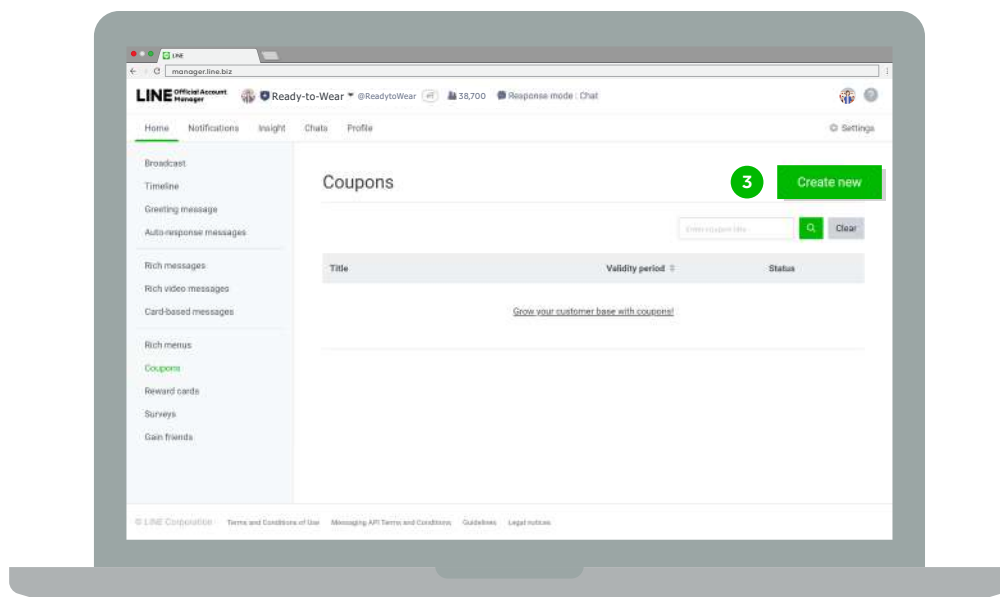 LINE
manager.line.biz
LINE Official Account Manager Ready-to-Wear @ReadytoWear 38,700 Response mode : Chat
Home Notifications Insight Chats Profile Settings
Broadcast
Timeline
Greeting message
Auto-response messages
Rich messages
Rich video messages
Card-based messages
Rich menus
Coupons
Reward cards
Surveys
Gain friends
Coupons
3 Create new
Enter coupon title Clear
Title Validity period Status
Grow your customer base with coupons!
© LINE Corporation Terms and Conditions of Use Messaging API Terms and Conditions Guidelines Legal notices